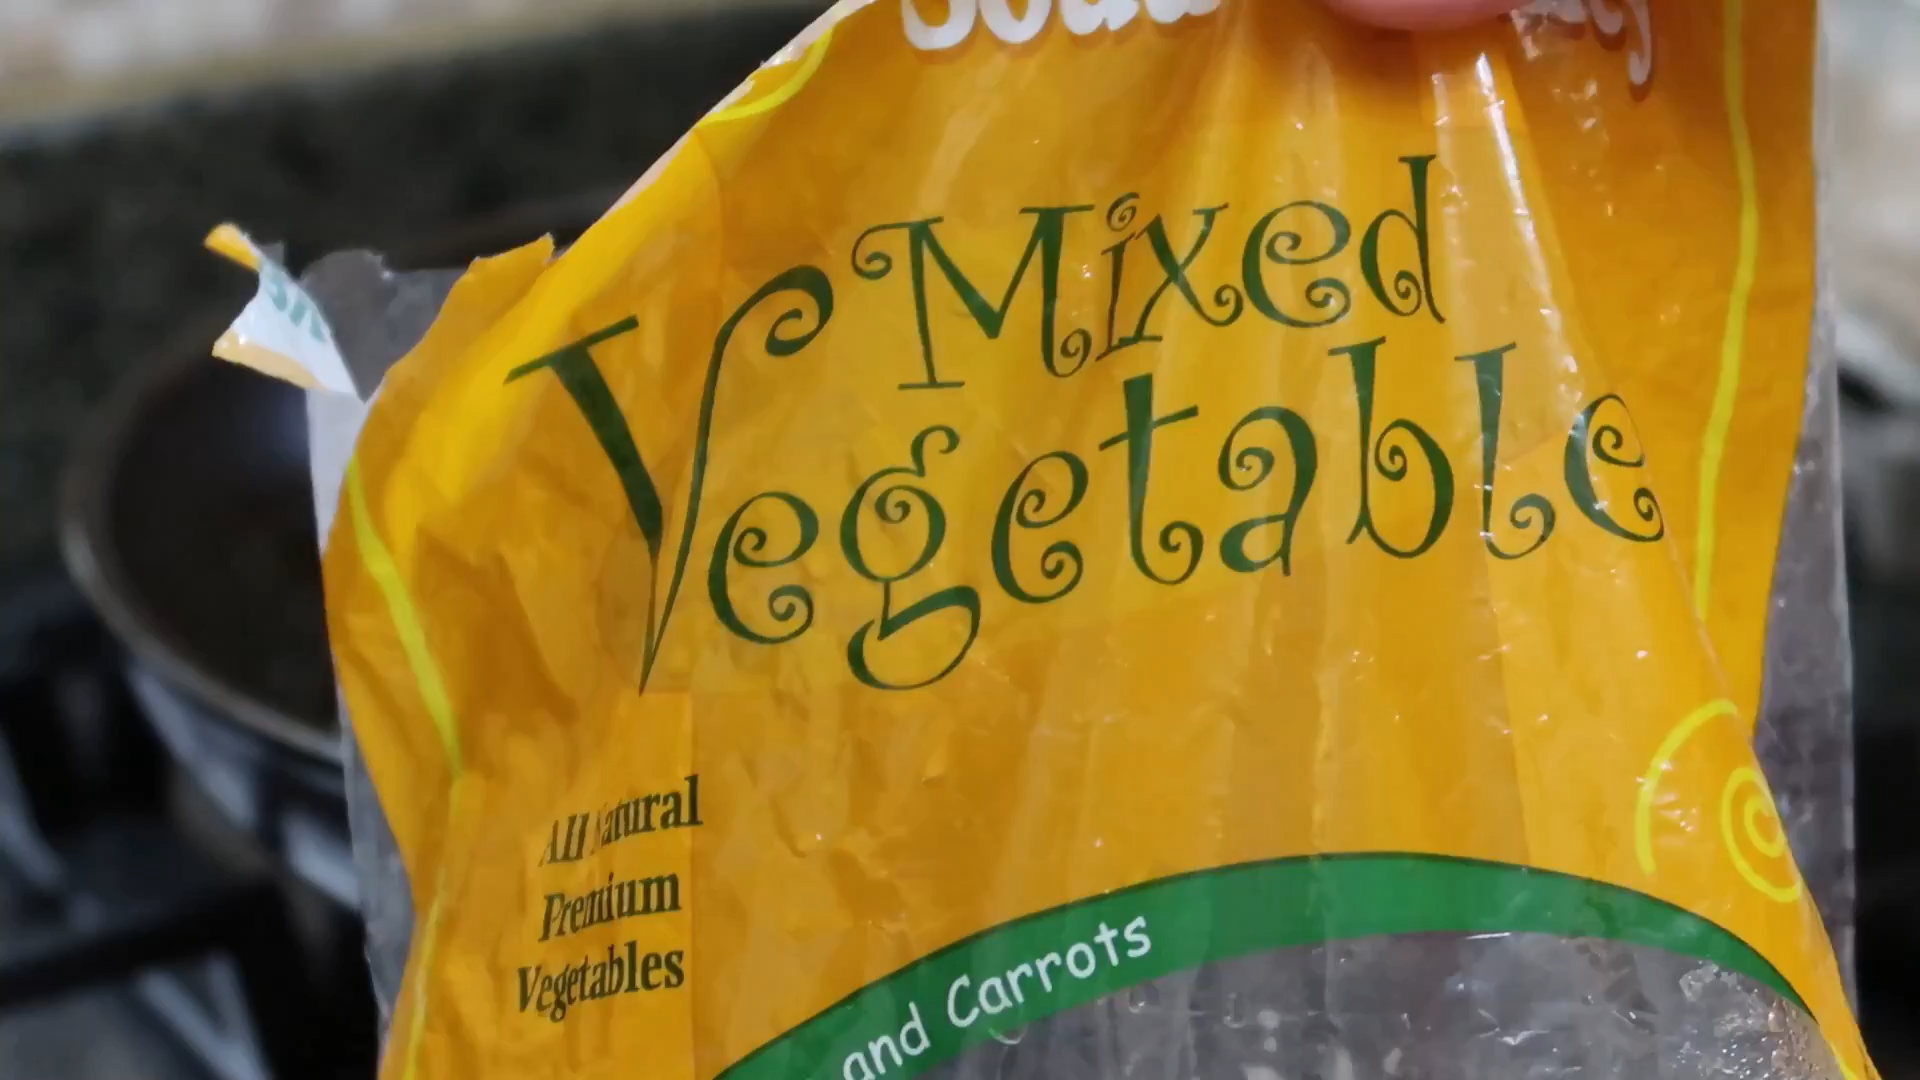 Mixed
Vegetable
All Natural
Premium
Vegetables
and Carrots